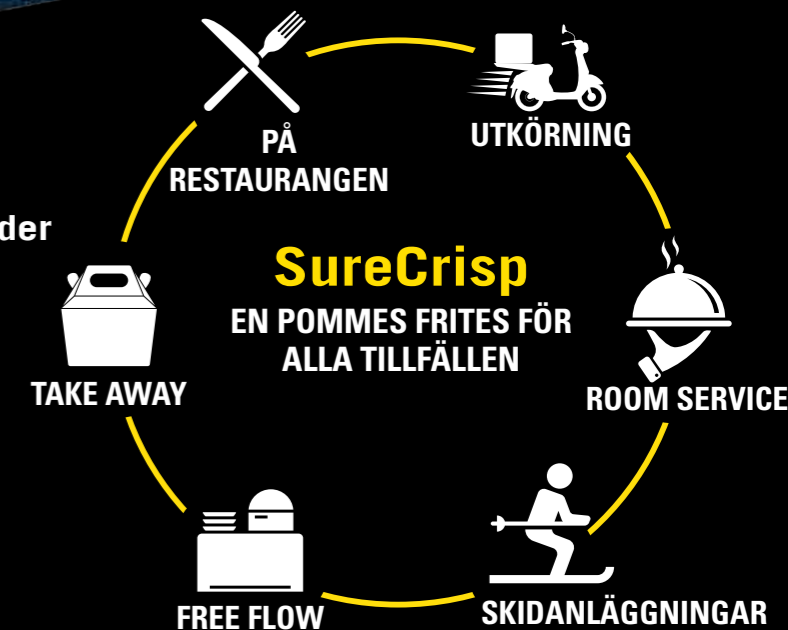 PÅ
RESTAURANGEN
UTKÖRNING
der
SureCrisp
EN POMMES FRITES FÖR
ALLA TILLFÄLLEN
TAKE AWAY
ROOM SERVICE
FREE FLOW
SKIDANLÄGGNINGAR